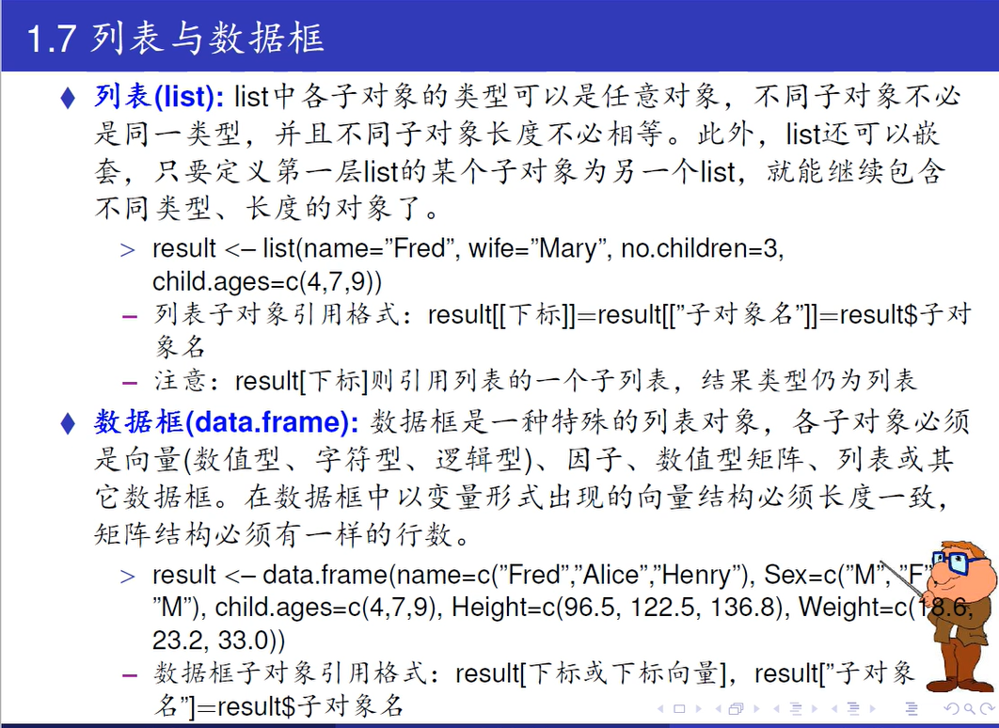 1.7 列表与数据框
♦ 列表(list): list中各子对象的类型可以是任意对象，不同子对象不必
是同一类型，并且不同子对象长度不必相等。此外，list还可以嵌
套，只要定义第一层list的某个子对象为另一个list，就能继续包含
不同类型、长度的对象了。
> result <– list(name=”Fred”, wife=”Mary”, no.children=3,
child.ages=c(4,7,9))
– 列表子对象引用格式：result[[下标]]=result[[”子对象名”]]=result$子对
象名
– 注意：result[下标]则引用列表的一个子列表，结果类型仍为列表
♦ 数据框(data.frame): 数据框是一种特殊的列表对象，各子对象必须
是向量(数值型、字符型、逻辑型)、因子、数值型矩阵、列表或其
它数据框。在数据框中以变量形式出现的向量结构必须长度一致，
矩阵结构必须有一样的行数。
> result <– data.frame(name=c(”Fred”,”Alice”,”Henry”), Sex=c(”M”, ”F”,
”M”), child.ages=c(4,7,9), Height=c(96.5, 122.5, 136.8), Weight=c(18.6,
23.2, 33.0))
– 数据框子对象引用格式：result[下标或下标向量]，result[”子对象
名”]=result$子对象名